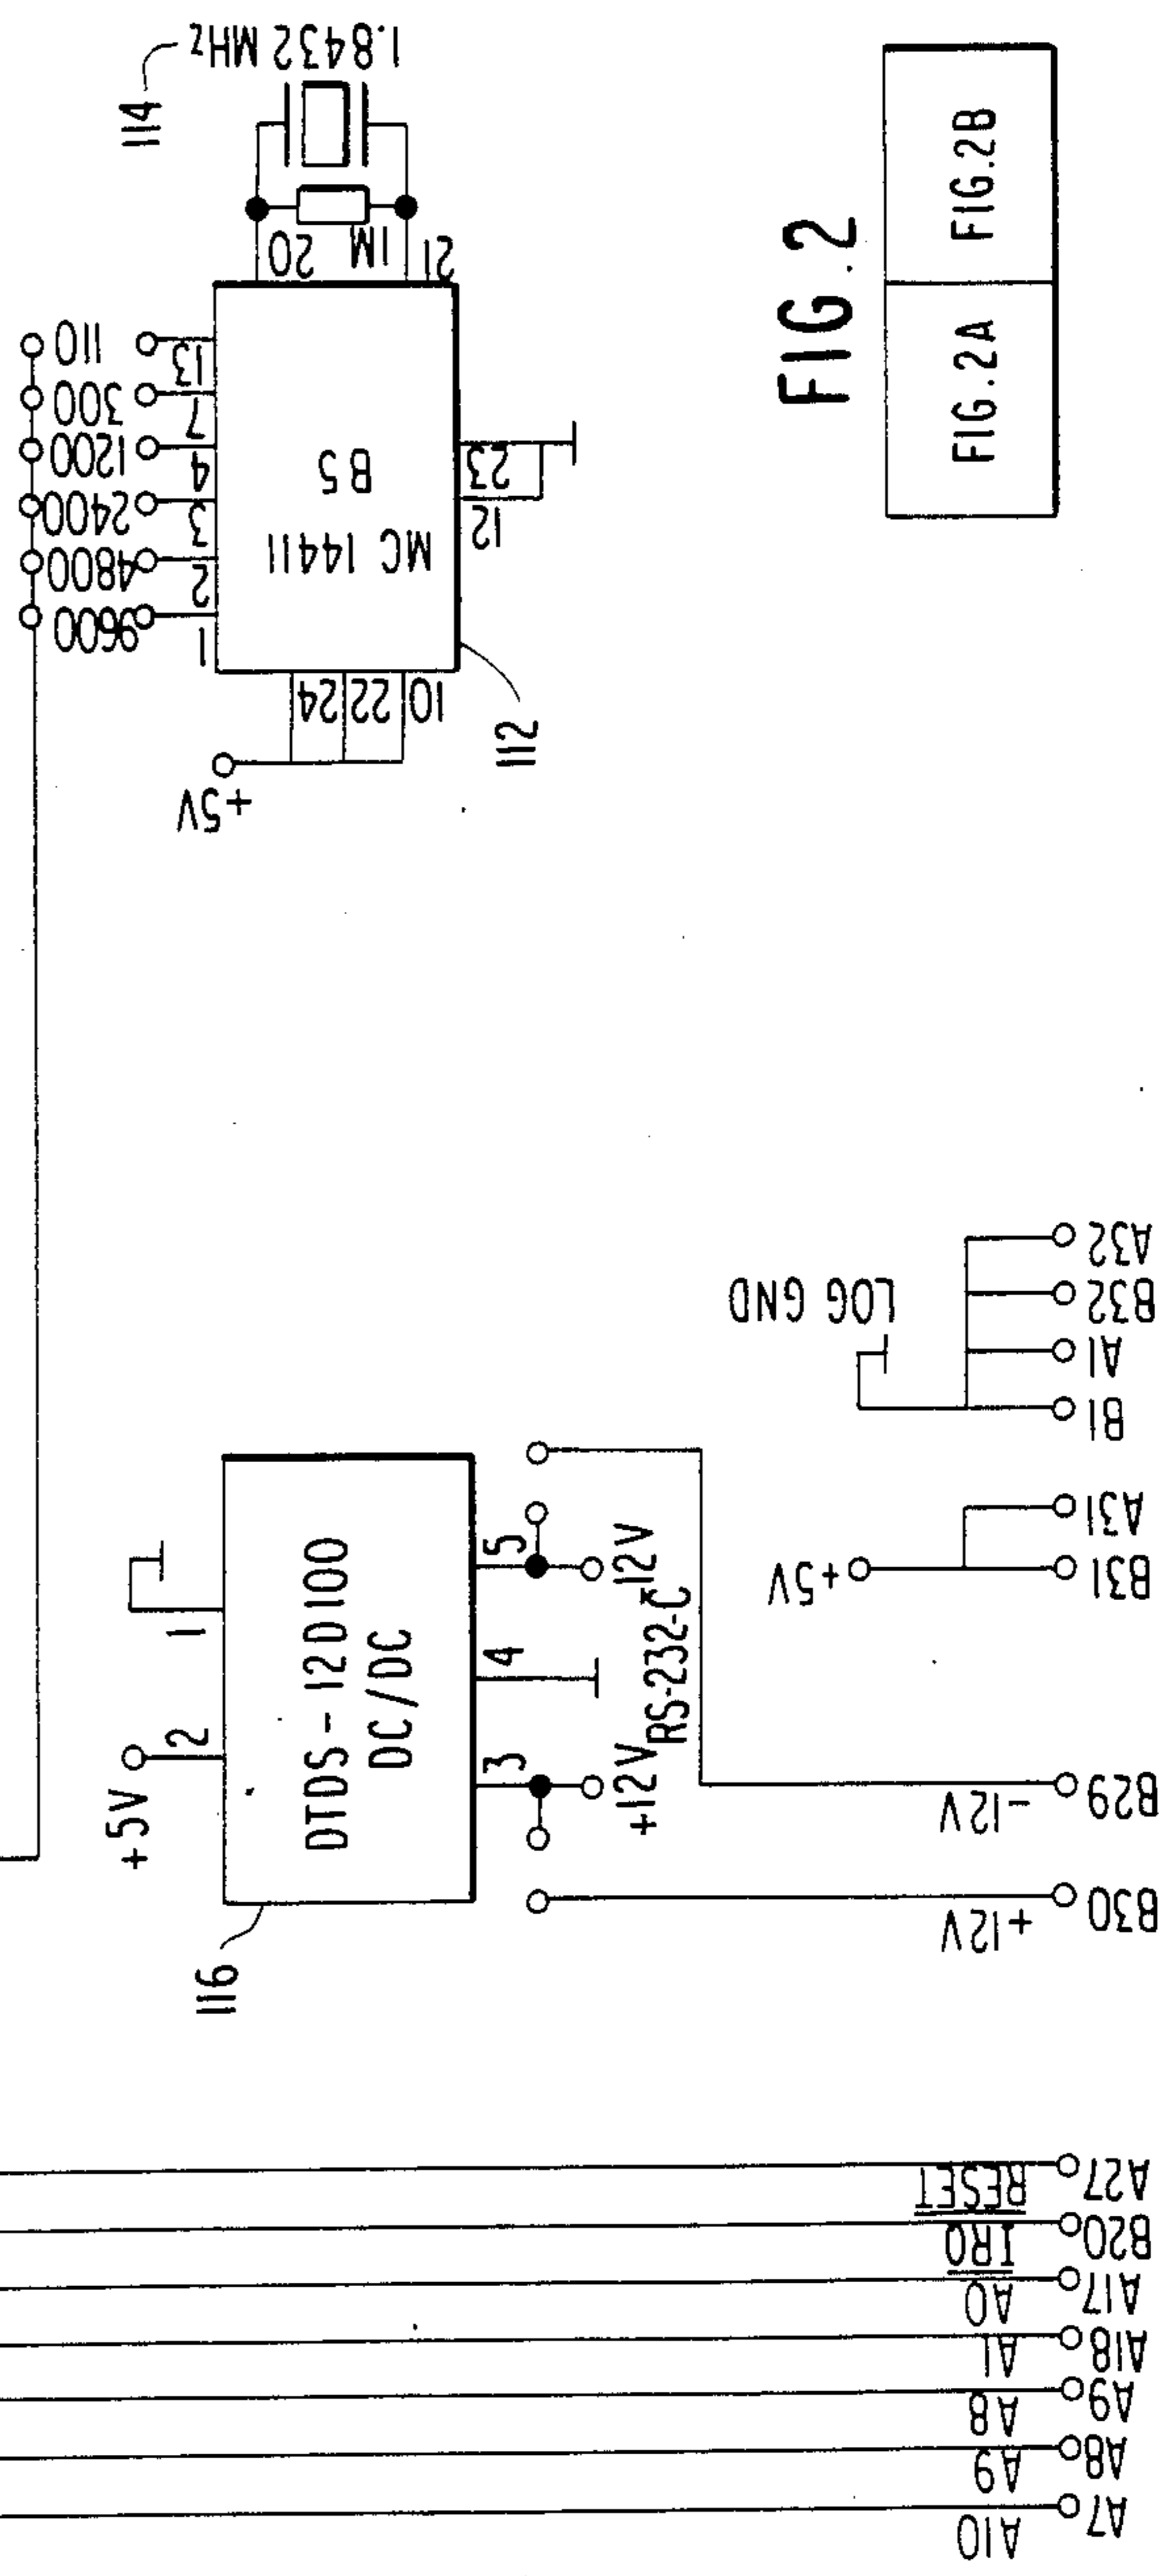 114
1.8432 MHz
20
1M
21
110
300
1200
2400
4800
9600
13
7
4
3
2
1
B5
MC 14411
23
12
24
22
10
+5V
112
FIG. 2
FIG. 2A
FIG. 2B
LOG GND
A32
B32
A1
B1
A31
B31
+5V
+5V
2
1
DTDS-12D100
DC/DC
3
4
5
+12V
-12V
RS-232-C
116
-12V
B29
+12V
B30
RESET
A27
IRQ
B20
A0
A17
A1
A18
A8
A9
A9
A8
A10
A7